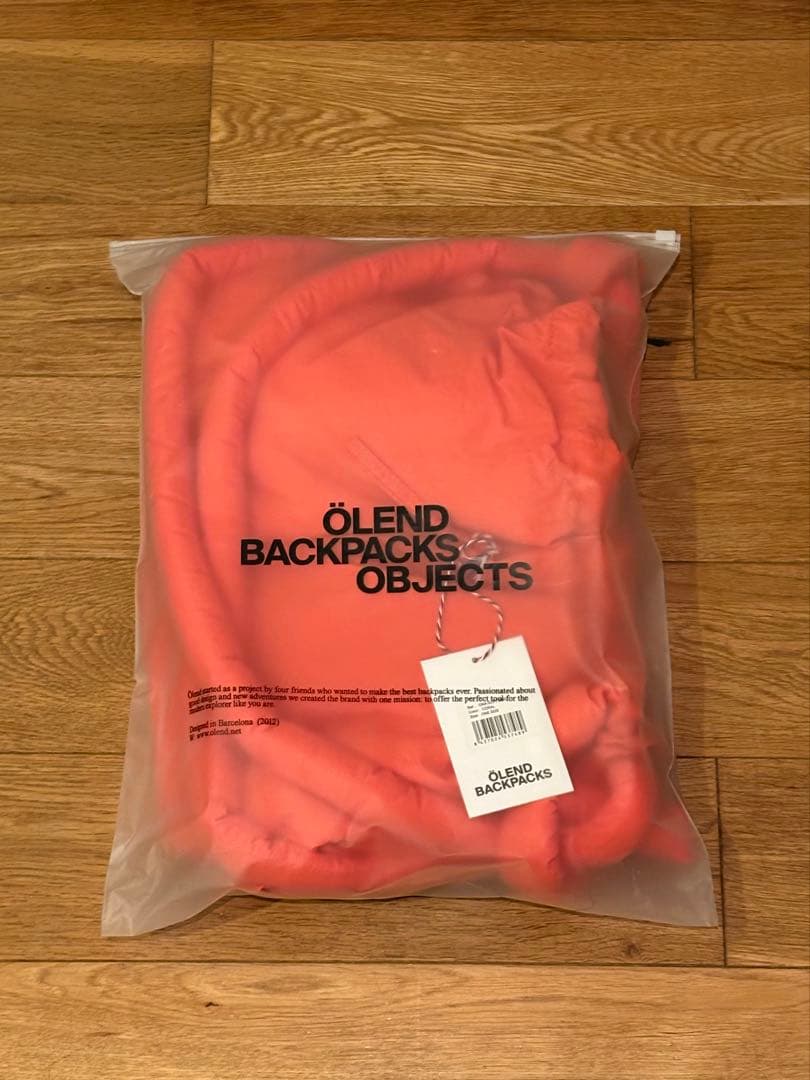 ÖLEND
BACKPACKS
OBJECTS
Ölend started as a project by four friends who wanted to make the best backpacks ever. Passionated about
good design and new adventures we created the brand with one mission: to offer the perfect tool for the
modern explorer like you are.
Designed in Barcelona (2012)
W: www.olend.net
ÖLEND
BACKPACKS